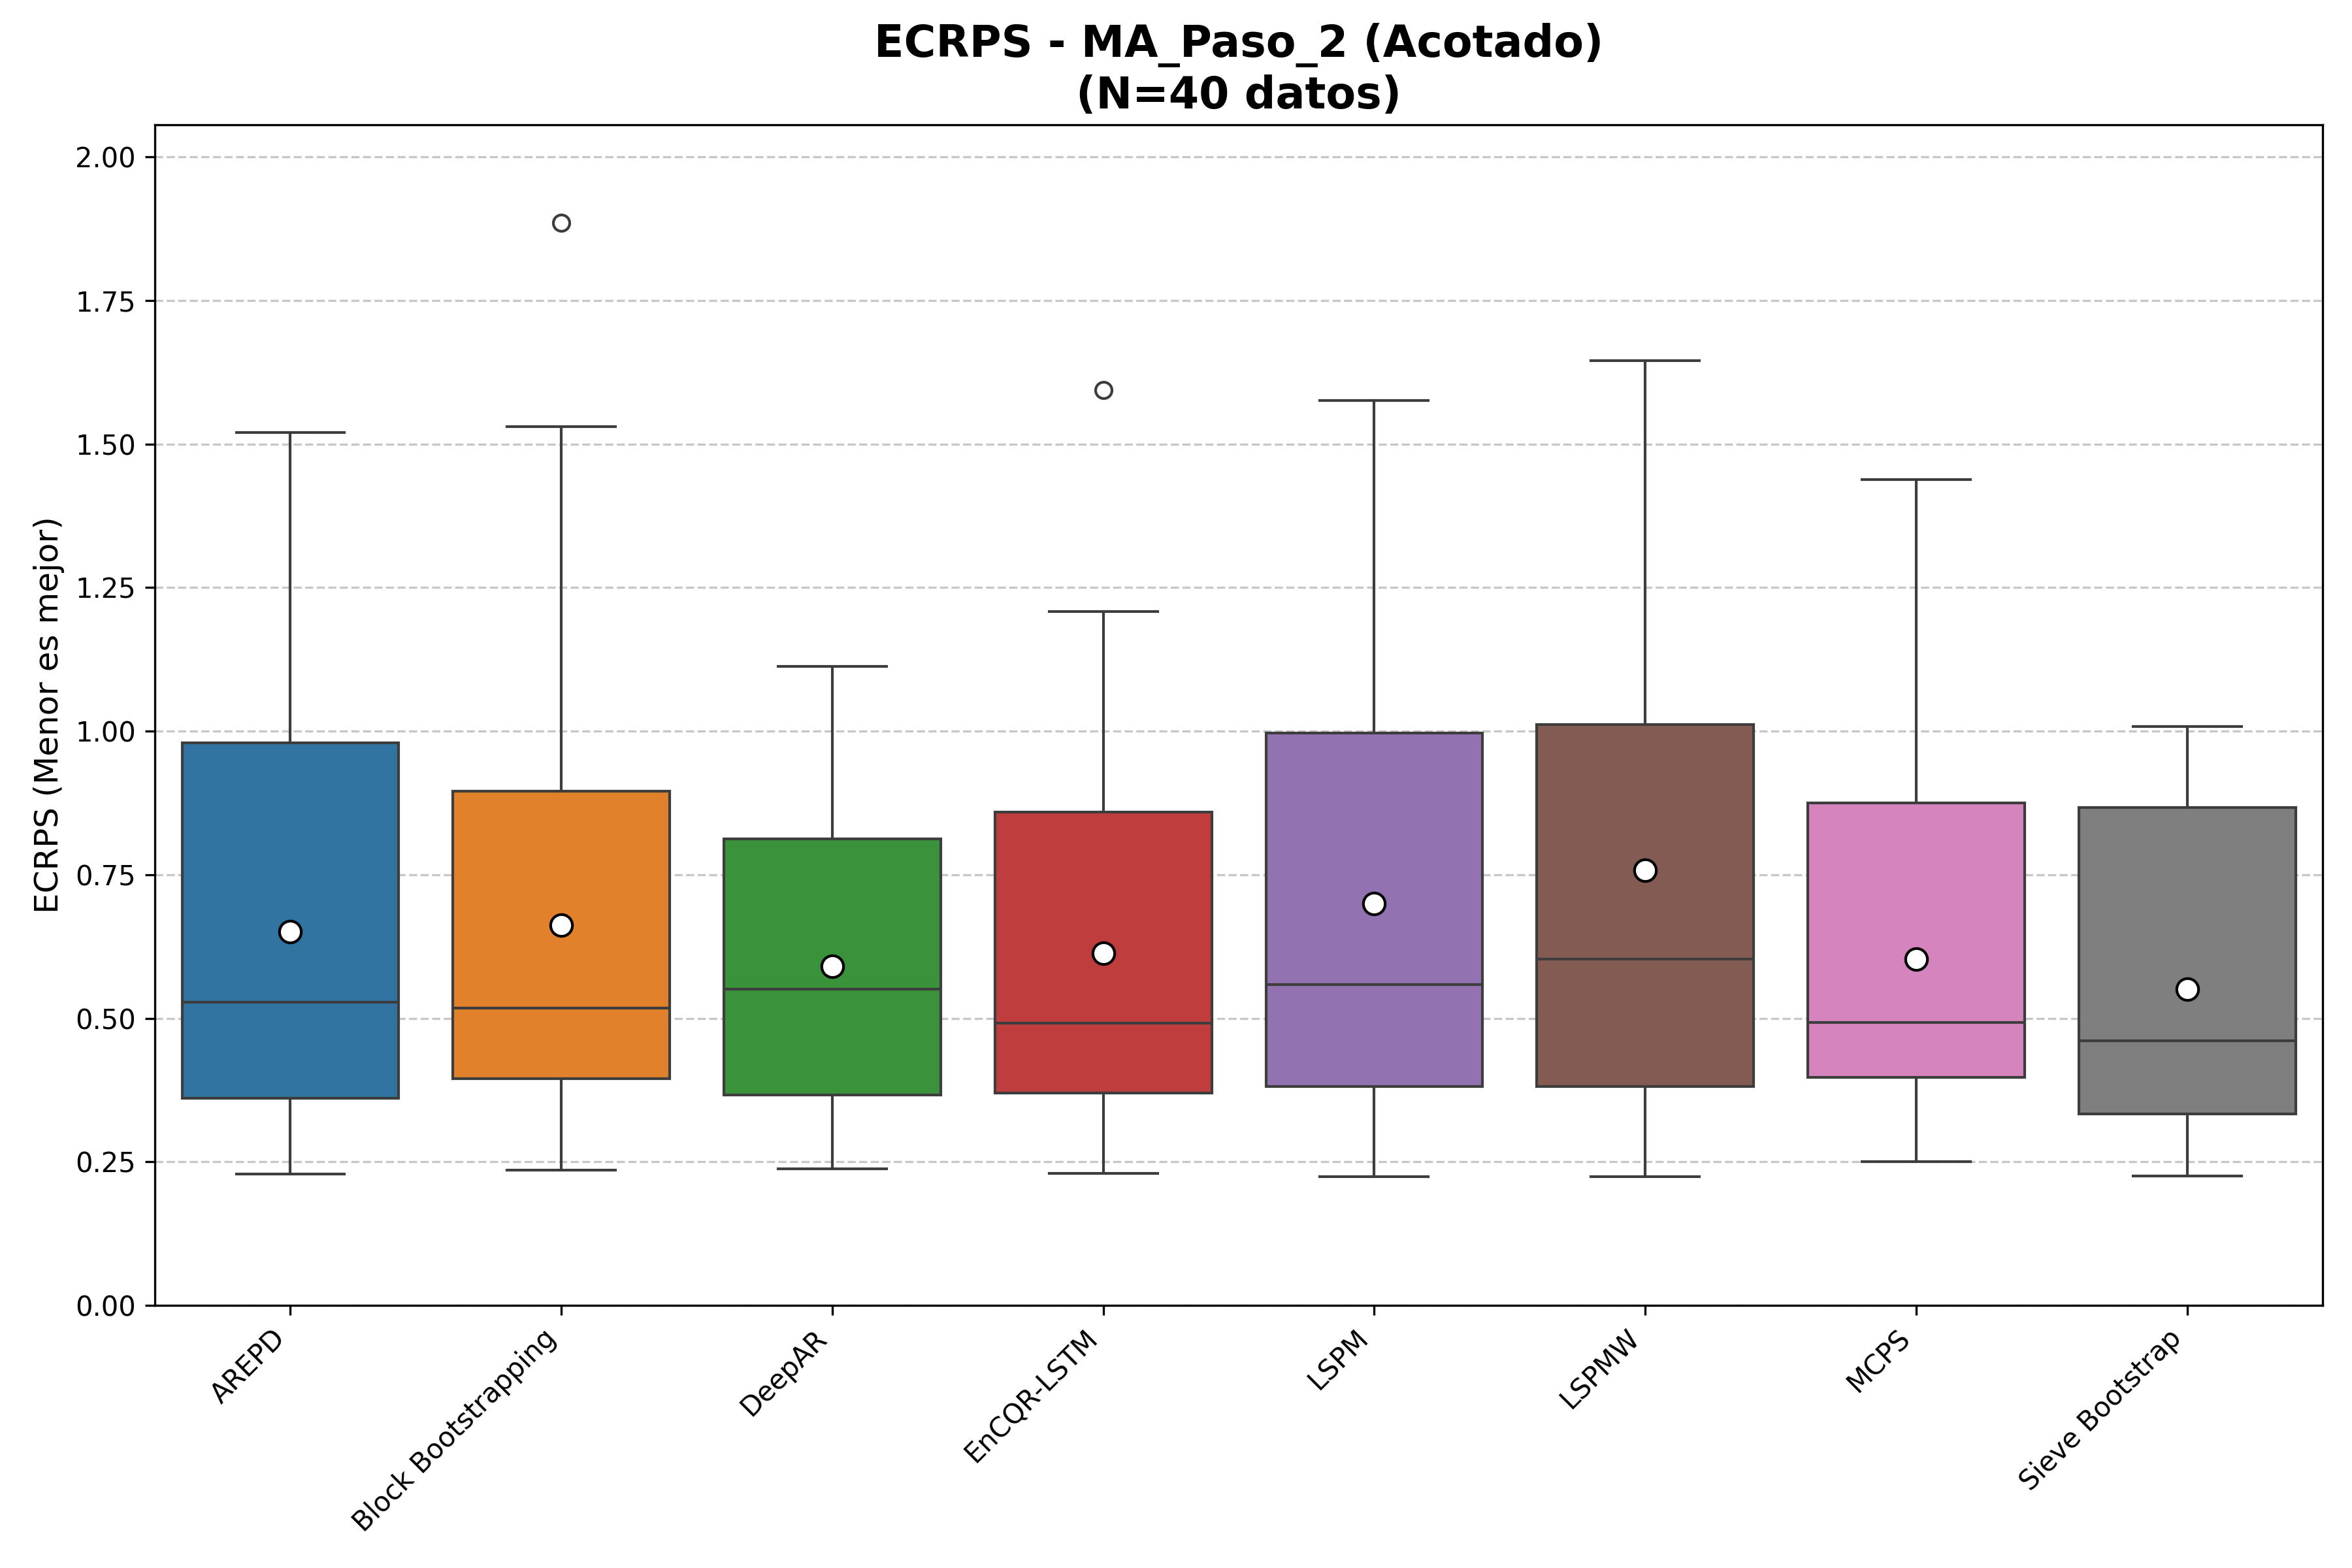 ECRPS - MA_Paso_2 (Acotado)
(N=40 datos)
ECRPS (Menor es mejor)
2.00
1.75
1.50
1.25
1.00
0.75
0.50
0.25
0.00
AREPD
Block Bootstrapping
DeepAR
EnCQR-LSTM
LSPM
LSPMW
MCPS
Sieve Bootstrap